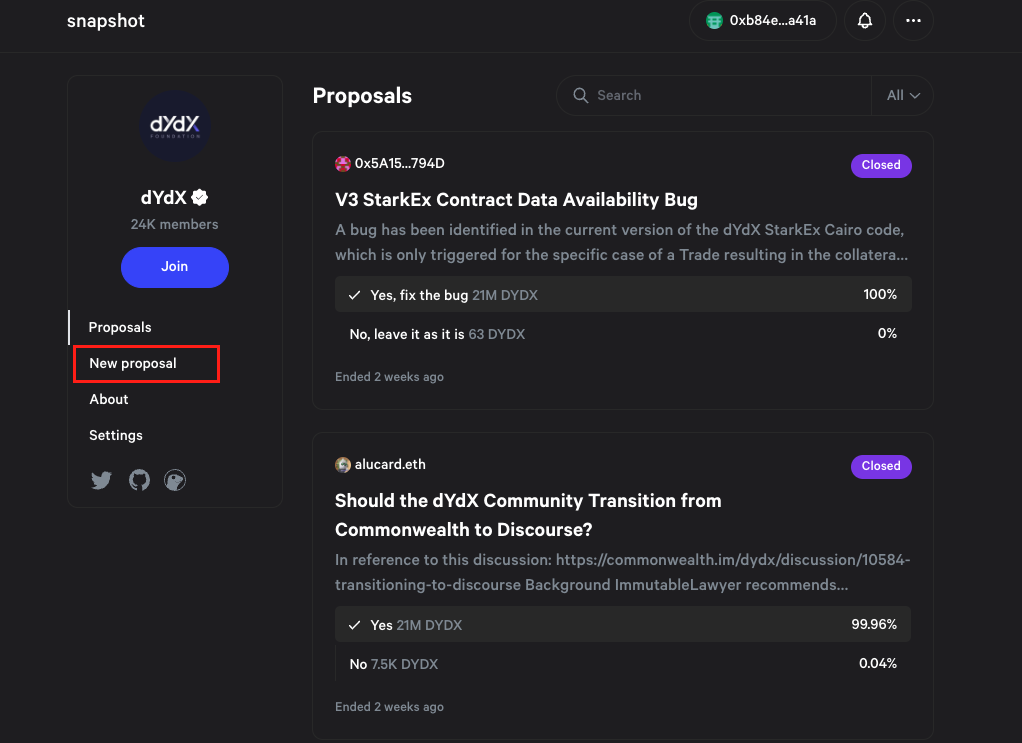 snapshot
0xb84e...a41a
dYdX
FOUNDATION
dYdX
24K members
Join
Proposals
New proposal
About
Settings
Proposals
Search
All
0x5A15...794D
Closed
V3 StarkEx Contract Data Availability Bug
A bug has been identified in the current version of the dYdX StarkEx Cairo code,
which is only triggered for the specific case of a Trade resulting in the collatera...
Yes, fix the bug 21M DYDX 100%
No, leave it as it is 63 DYDX 0%
Ended 2 weeks ago
alucard.eth
Closed
Should the dYdX Community Transition from
Commonwealth to Discourse?
In reference to this discussion: https://commonwealth.im/dydx/discussion/10584-
transitioning-to-discourse Background ImmutableLawyer recommends...
Yes 21M DYDX 99.96%
No 7.5K DYDX 0.04%
Ended 2 weeks ago